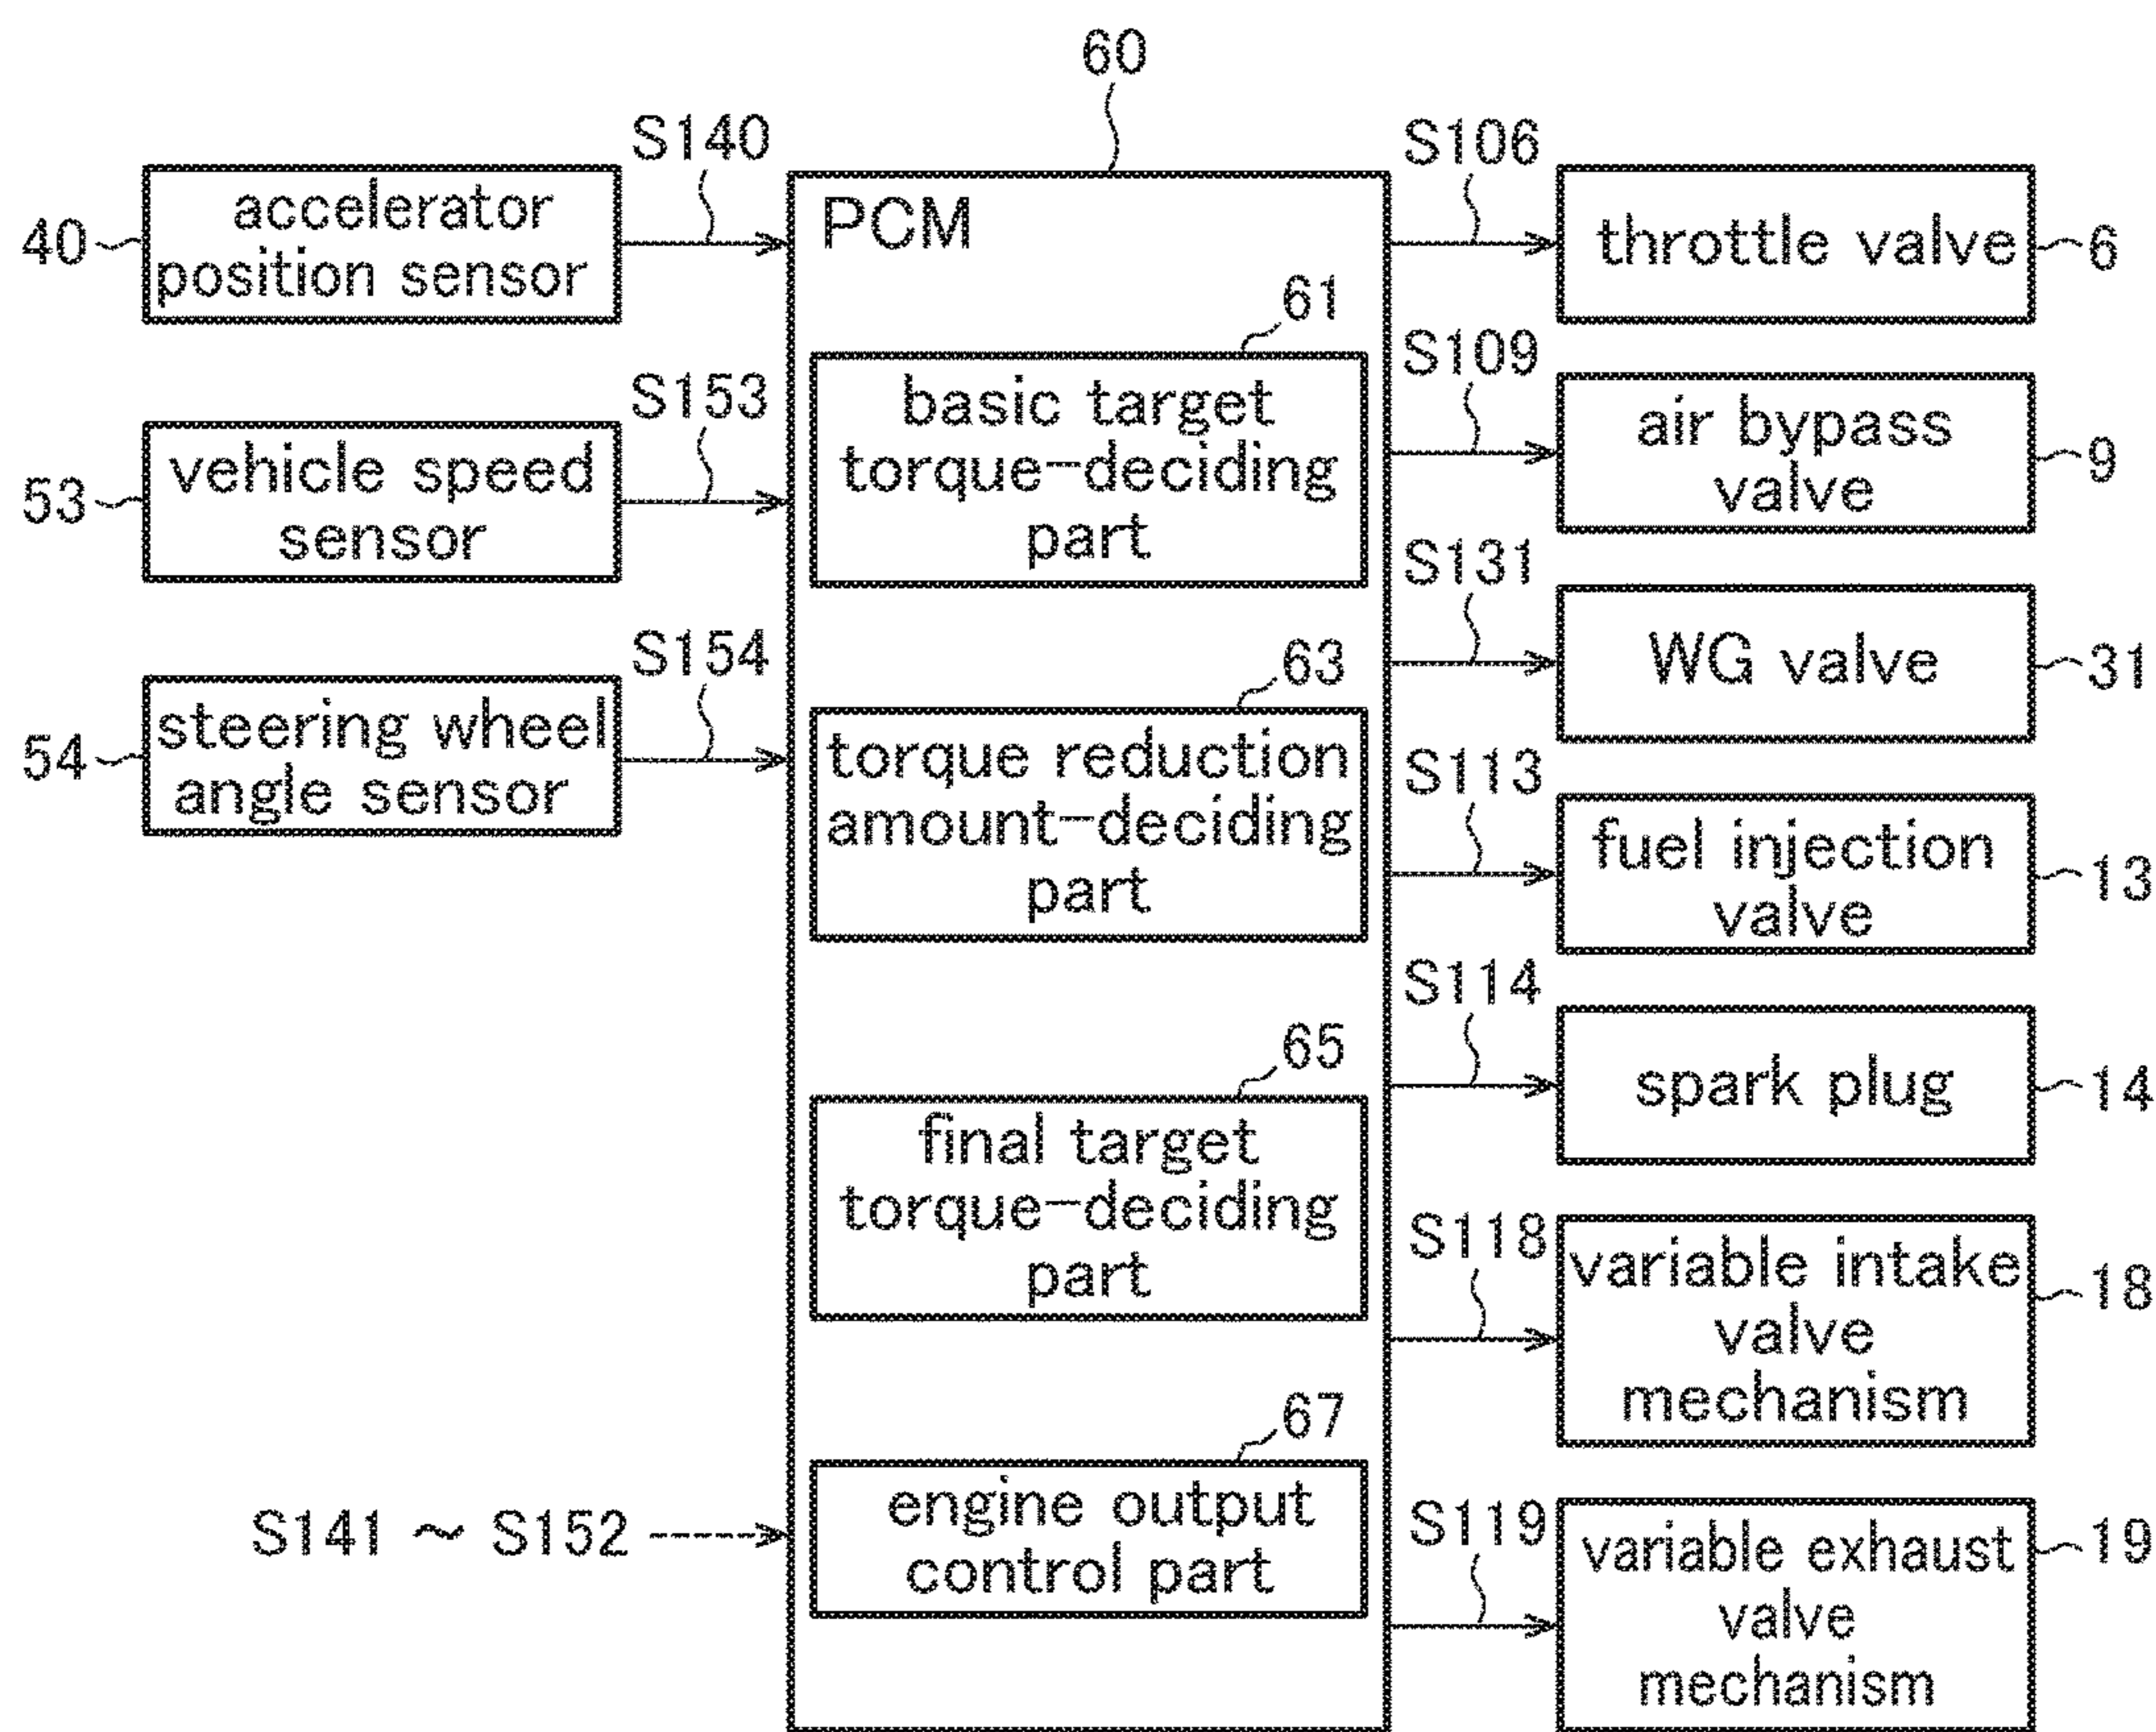 60
S140
accelerator
position sensor
40
S153
vehicle speed
sensor
53
S154
steering wheel
angle sensor
54
S141 ～ S152
PCM
61
basic target
torque-deciding
part
63
torque reduction
amount-deciding
part
65
final target
torque-deciding
part
67
engine output
control part
S106
throttle valve
6
S109
air bypass
valve
9
S131
WG valve
31
S113
fuel injection
valve
13
S114
spark plug
14
S118
variable intake
valve
mechanism
18
S119
variable exhaust
valve
mechanism
19